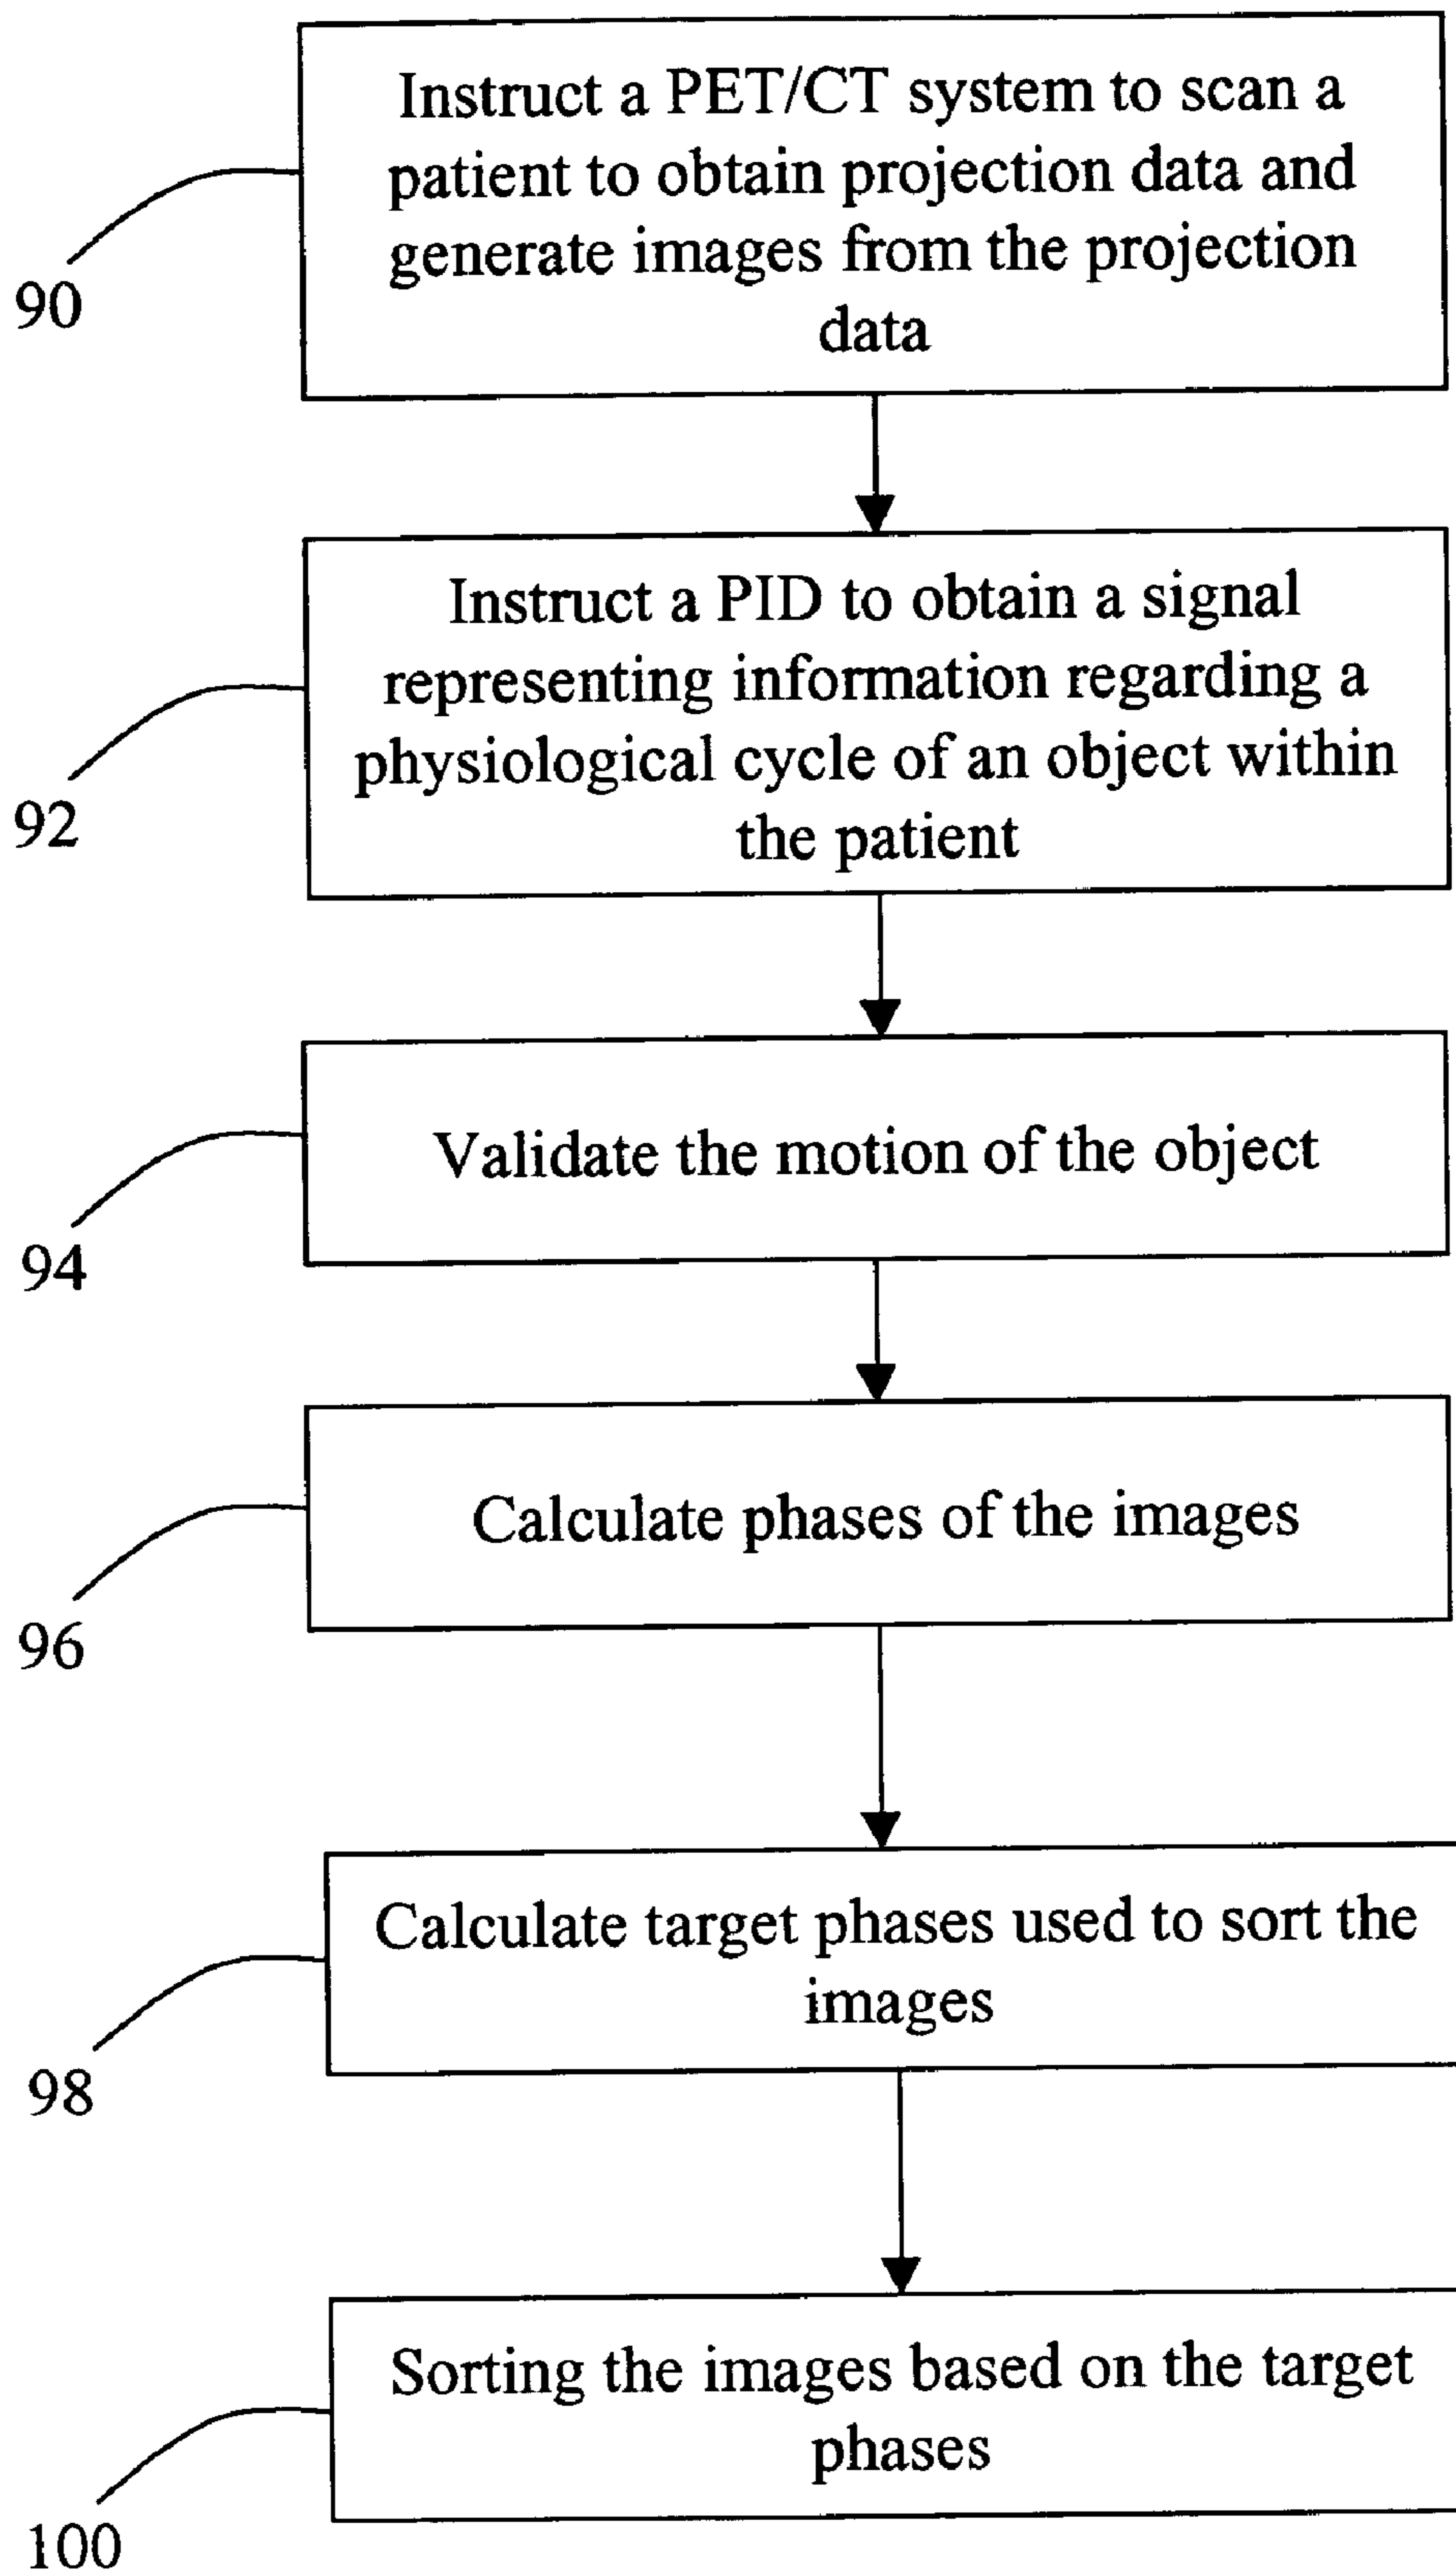 Instruct a PET/CT system to scan a
patient to obtain projection data and
generate images from the projection
data
90
Instruct a PID to obtain a signal
representing information regarding a
physiological cycle of an object within
the patient
92
Validate the motion of the object
94
Calculate phases of the images
96
Calculate target phases used to sort the
images
98
Sorting the images based on the target
phases
100